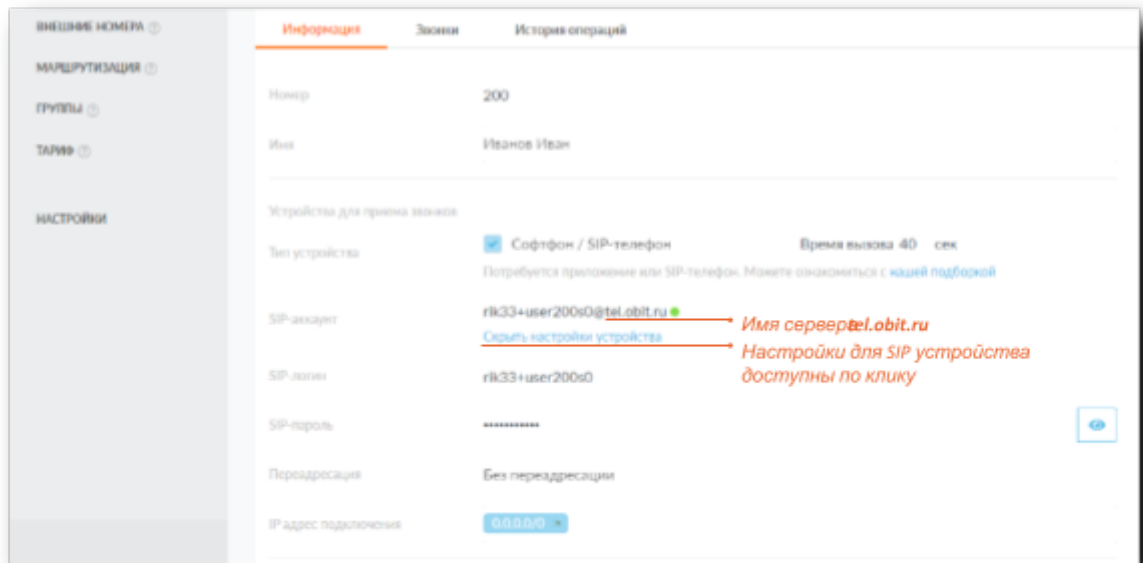 ВНЕШНИЕ НОМЕРА
МАРШРУТИЗАЦИЯ
ГРУППЫ
ТАРИФ
НАСТРОЙКИ
Информация Звонки История операций
Номер 200
Имя Иванов Иван
Устройства для приема звонков
Тип устройства Софтфон / SIP-телефон Время вызова 40 сек
Потребуется приложение или SIP-телефон. Можете ознакомиться с нашей подборкой
SIP-аккаунт rik33+user200s0@tel.obit.ru
Скрыть настройки устройства
Имя сервера tel.obit.ru
Настройки для SIP устройства
доступны по клику
SIP-логин rik33+user200s0
SIP-пароль •••••••••••
Переадресация Без переадресации
IP адрес подключения 0.0.0.0/0 ×